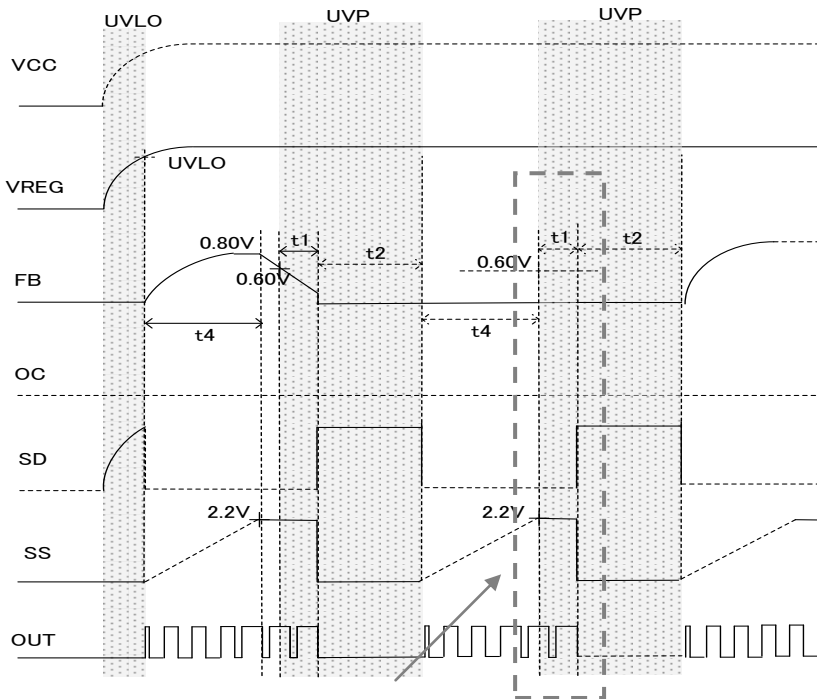 UVLO
UVP
UVP
VCC
UVLO
VREG
0.80V
t1
t2
0.60V
FB
t4
0.60V
t1
t2
t4
OC
SD
2.2V
2.2V
SS
OUT